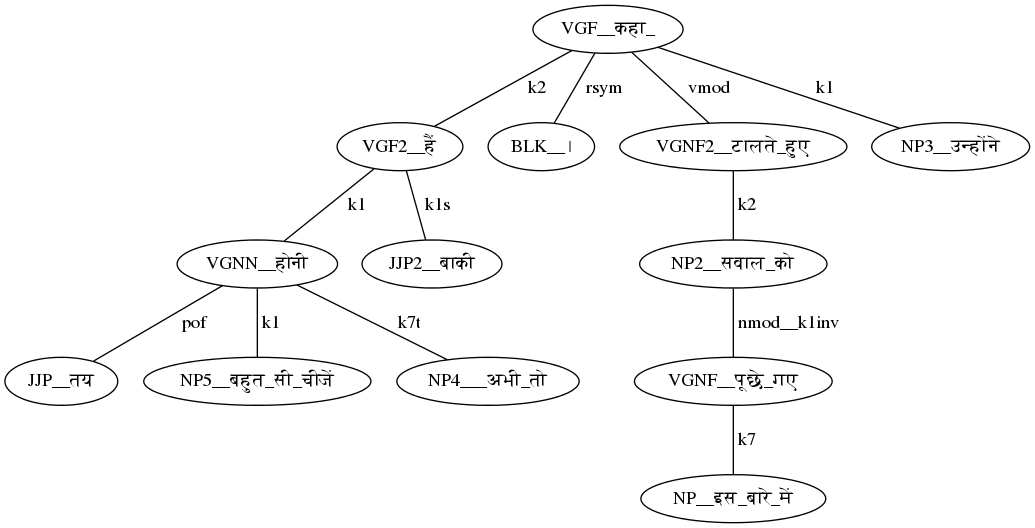 VGF__कहा_
k2
rsym
vmod
k1
VGF2__हैं
BLK__।
VGNF2__टालते_हुए
NP3__उन्होंने
k1
k1s
k2
VGNN__होनी
JJP2__बाकी
NP2__सवाल_को
pof
k1
k7t
nmod__k1inv
JJP__तय
NP5__बहुत_सी_चीजें
NP4___अभी_तो
VGNF__पूछे_गए
k7
NP__इस_बारे_में